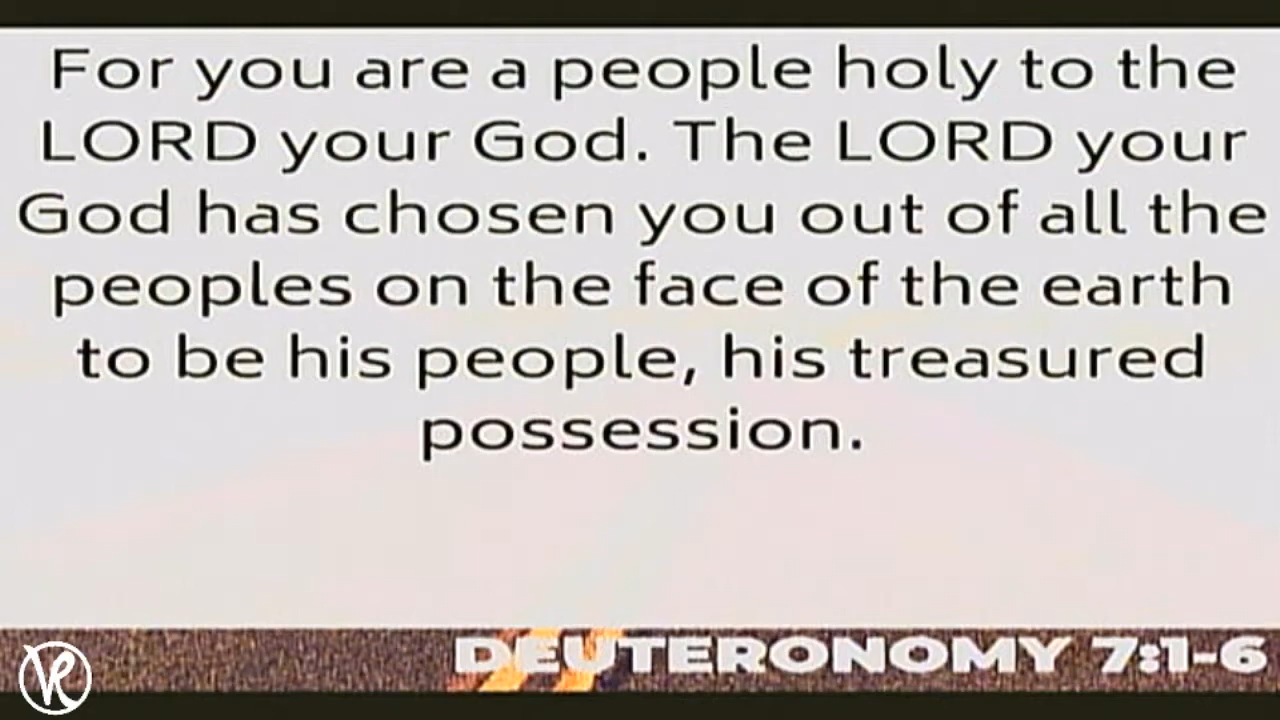 For you are a people holy to the
LORD your God. The LORD your
God has chosen you out of all the
peoples on the face of the earth
to be his people, his treasured
possession.
DEUTERONOMY 7:1-6
VR